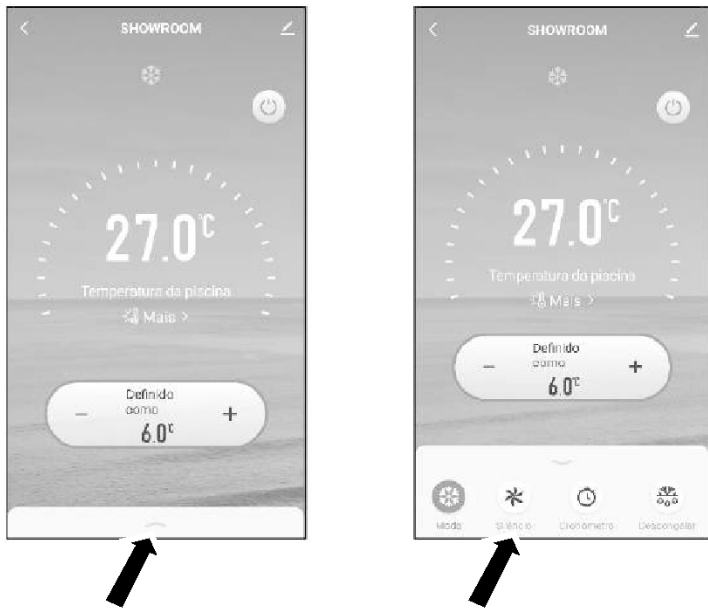 SHOWROOM
27.0°C
Temperatura da piscina
Mais >
Definido
como
6.0°C
SHOWROOM
27.0°C
Temperatura da piscina
Mais >
Definido
como
6.0°C
Modo Silêncio Cronometro Descongelar